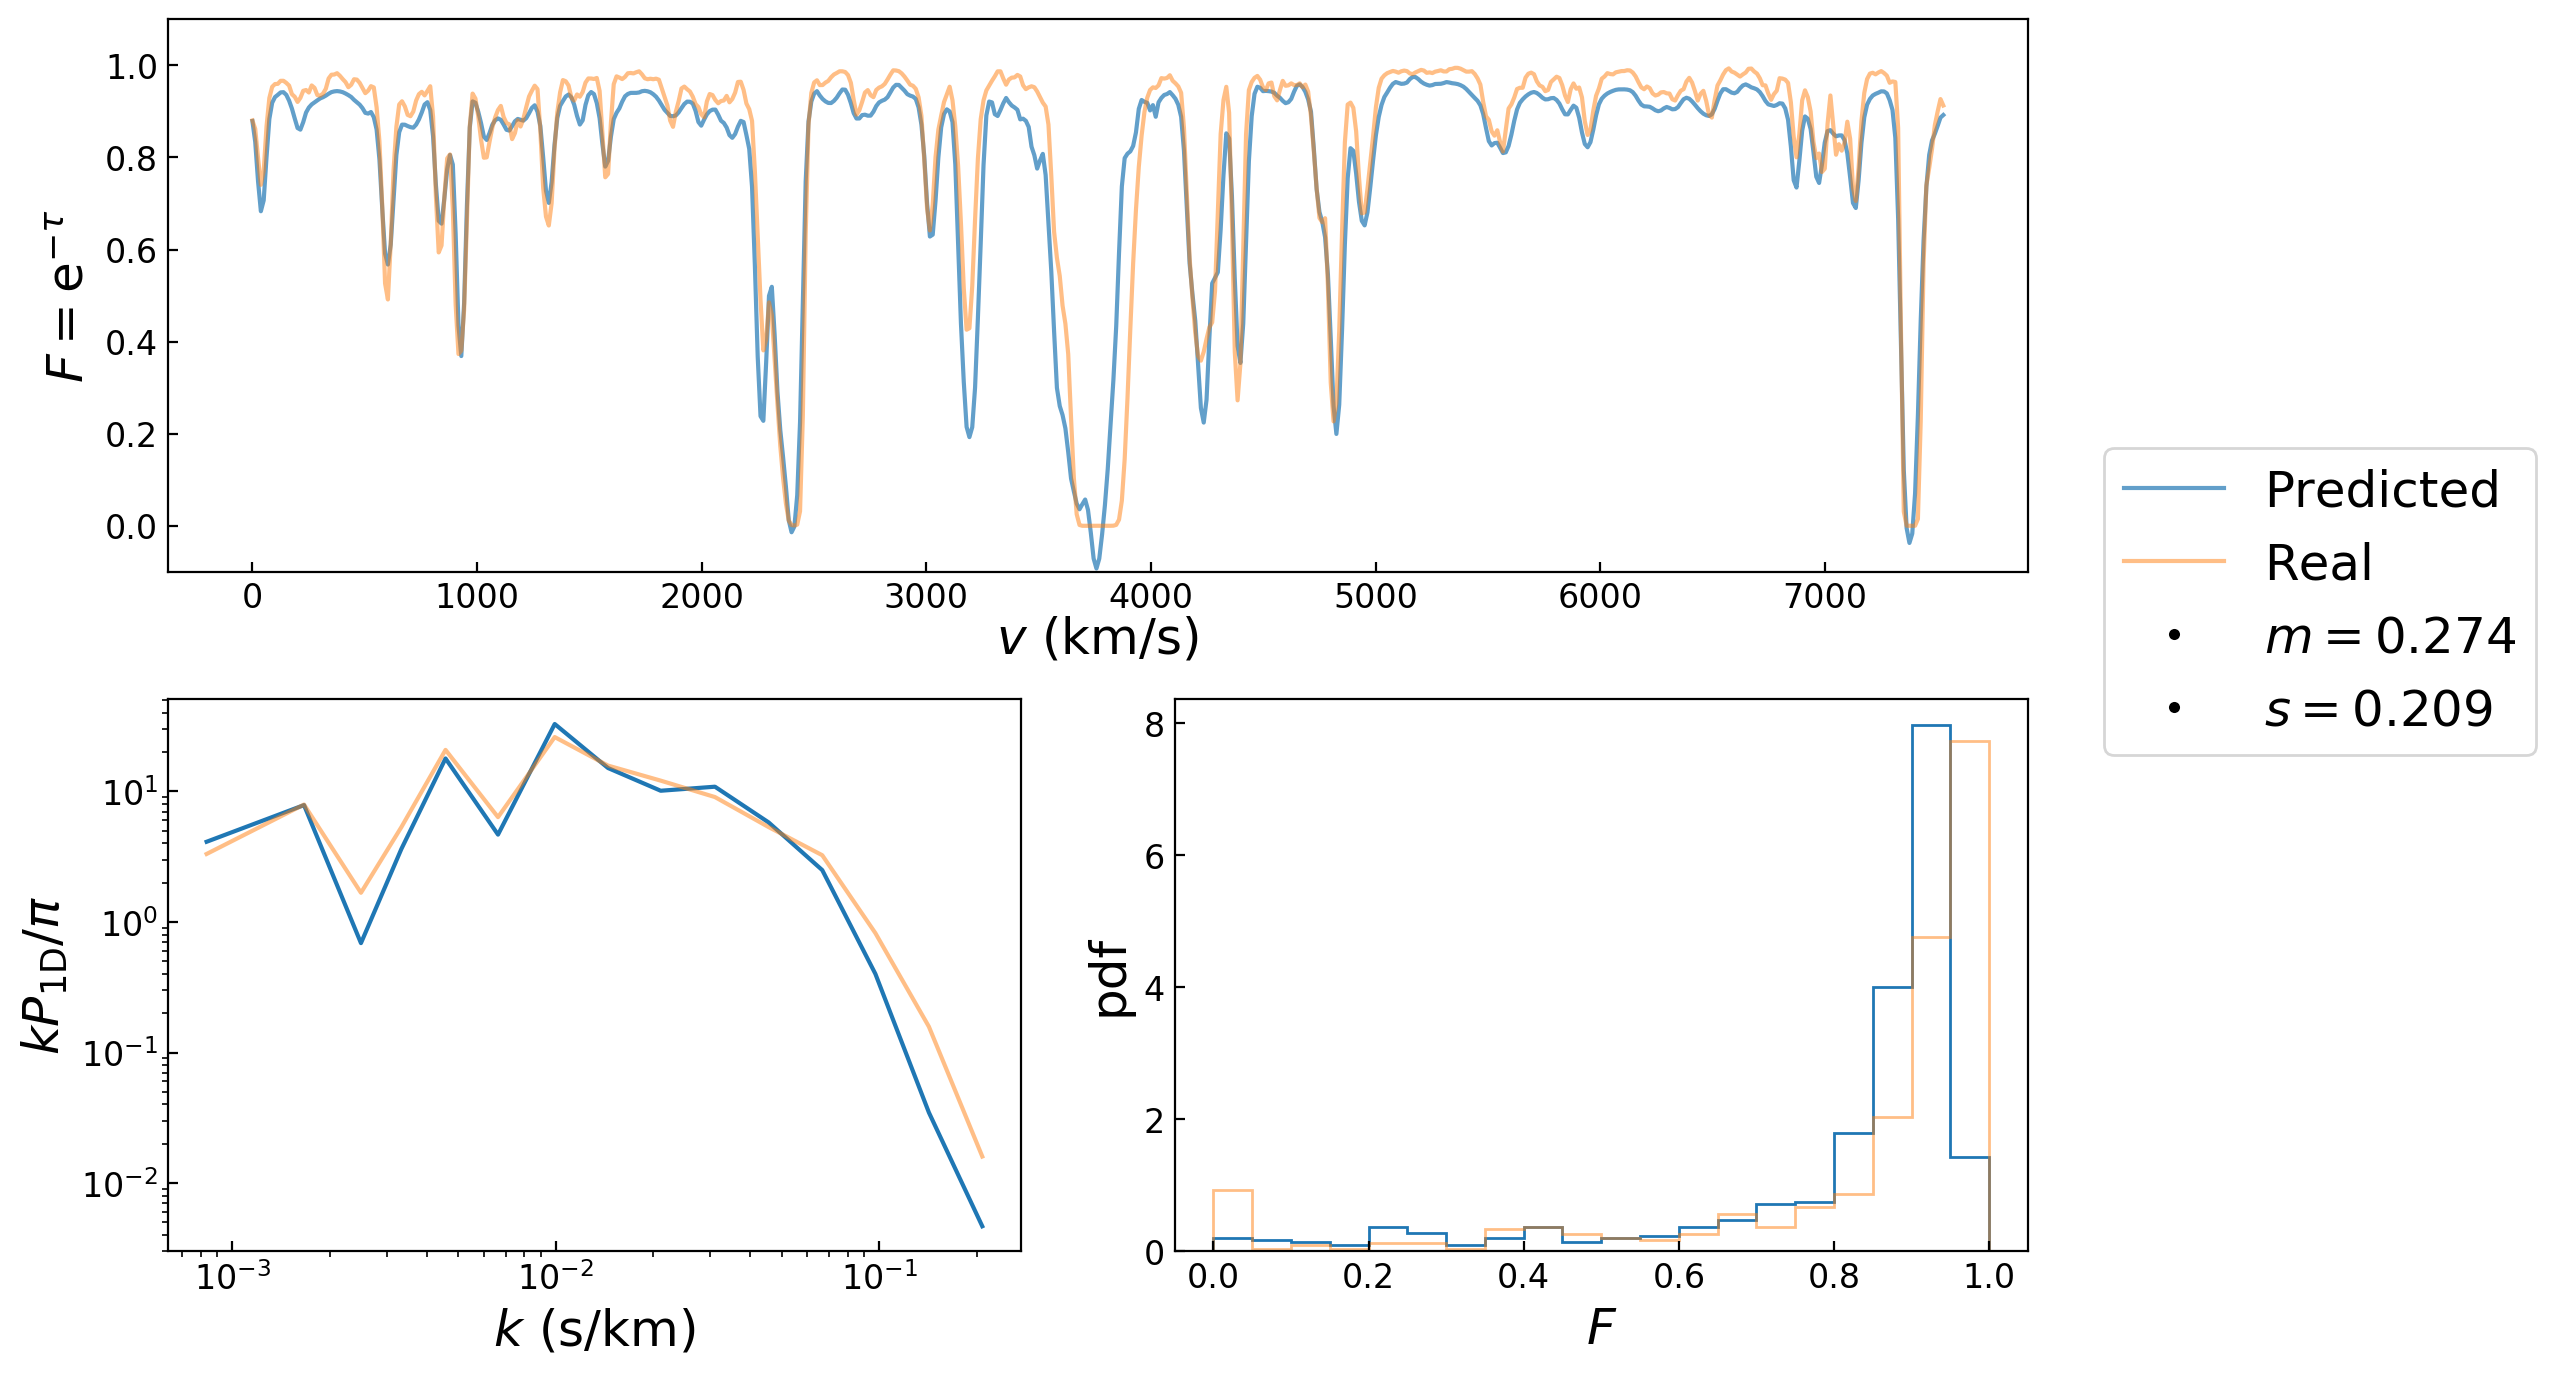 1.0
0.8
0.6
0.4
0.2
0.0
F = e^{−τ}
0 1000 2000 3000 4000 5000 6000 7000
v (km/s)
Predicted
Real
m = 0.274
s = 0.209
10^1
10^0
10^{−1}
10^{−2}
kP_{1D}/π
10^{−3} 10^{−2} 10^{−1}
k (s/km)
8
6
4
2
0
pdf
0.0 0.2 0.4 0.6 0.8 1.0
F